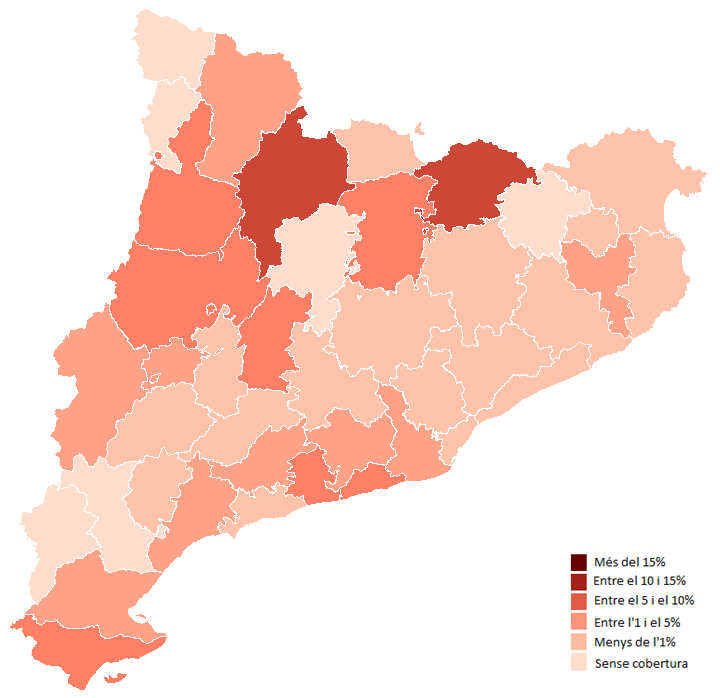 Més del 15%
Entre el 10 i 15%
Entre el 5 i el 10%
Entre l'1 i el 5%
Menys de l'1%
Sense cobertura